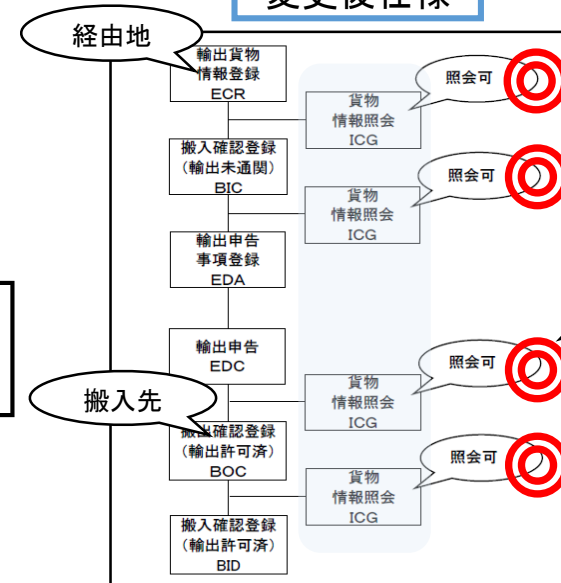 変更後仕様
経由地
輸出貨物
情報登録
ECR
照会可
貨物
情報照会
ICG
搬入確認登録
（輸出未通関）
BIC
照会可
貨物
情報照会
ICG
輸出申告
事項登録
EDA
輸出申告
EDC
照会可
貨物
情報照会
ICG
搬入先
搬出確認登録
（輸出許可済）
BOC
照会可
貨物
情報照会
ICG
搬入確認登録
（輸出許可済）
BID